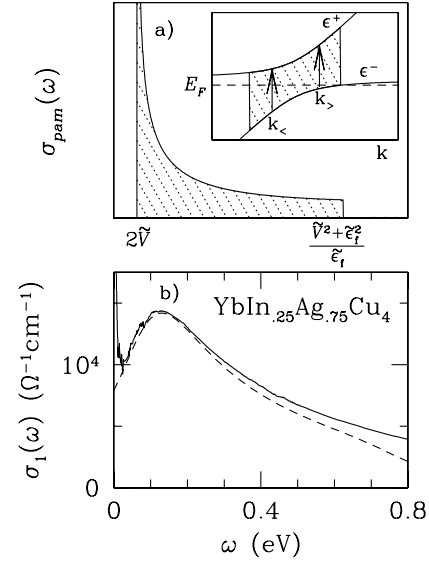 a)
ϵ⁺
E_F
ϵ⁻
k_<
k_>
k
σ_pam(ω)
2Ṽ
Ṽ²+ϵ̃_f²
ϵ̃_f
b)
YbIn.25Ag.75Cu4
10⁴
0
σ₁(ω) (Ω⁻¹cm⁻¹)
0 0.4 0.8
ω (eV)